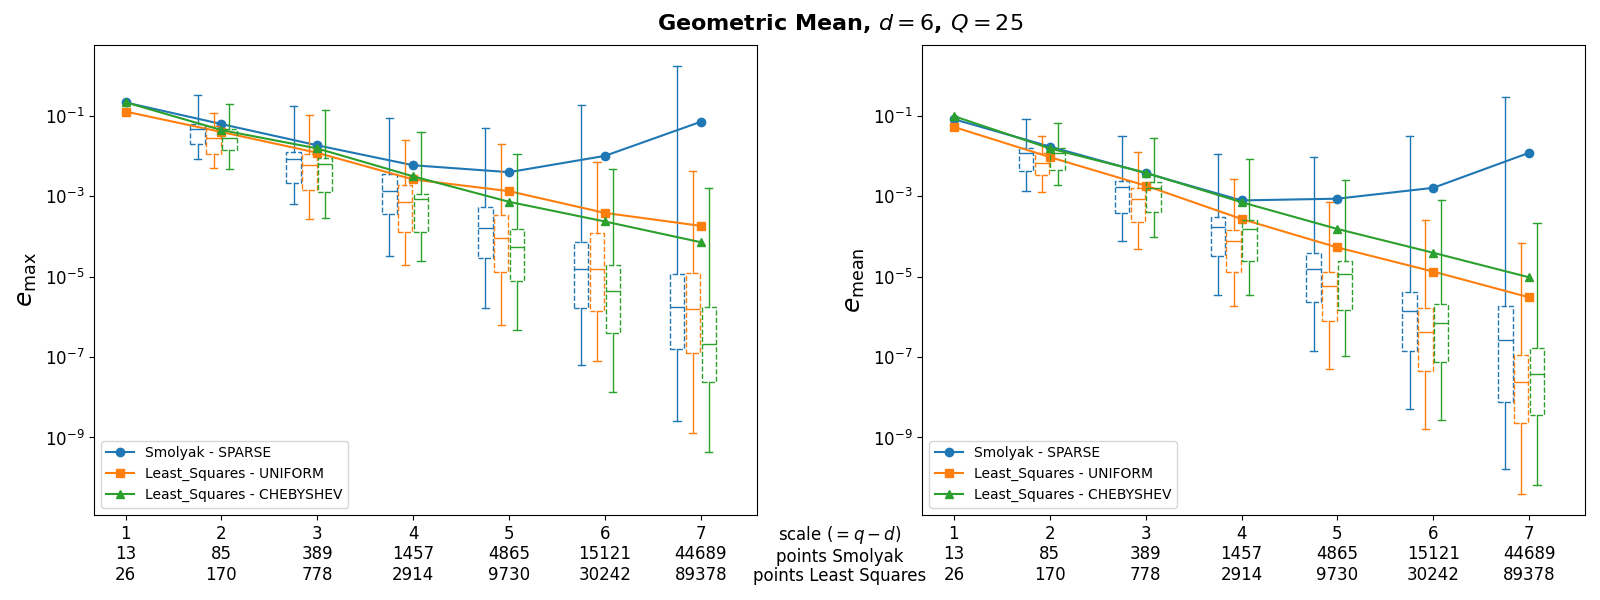 Geometric Mean, d = 6, Q = 25
e_max
10^−1
10^−3
10^−5
10^−7
10^−9
Smolyak - SPARSE
Least_Squares - UNIFORM
Least_Squares - CHEBYSHEV
1 2 3 4 5 6 7
13 85 389 1457 4865 15121 44689
26 170 778 2914 9730 30242 89378
scale (= q − d)
points Smolyak
points Least Squares
e_mean
10^−1
10^−3
10^−5
10^−7
10^−9
Smolyak - SPARSE
Least_Squares - UNIFORM
Least_Squares - CHEBYSHEV
1 2 3 4 5 6 7
13 85 389 1457 4865 15121 44689
26 170 778 2914 9730 30242 89378